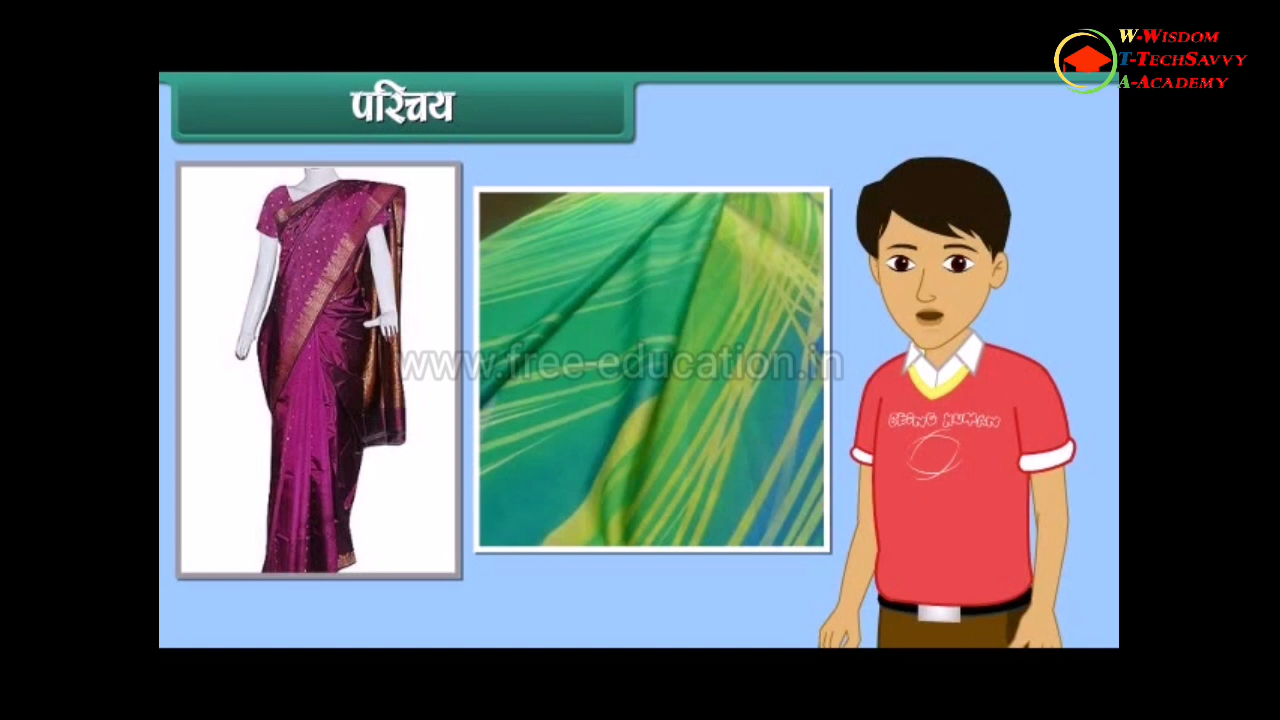 W-WISDOM
T-TECHSAVVY
A-ACADEMY
परिचय
www.free-education.in
BEING HUMAN